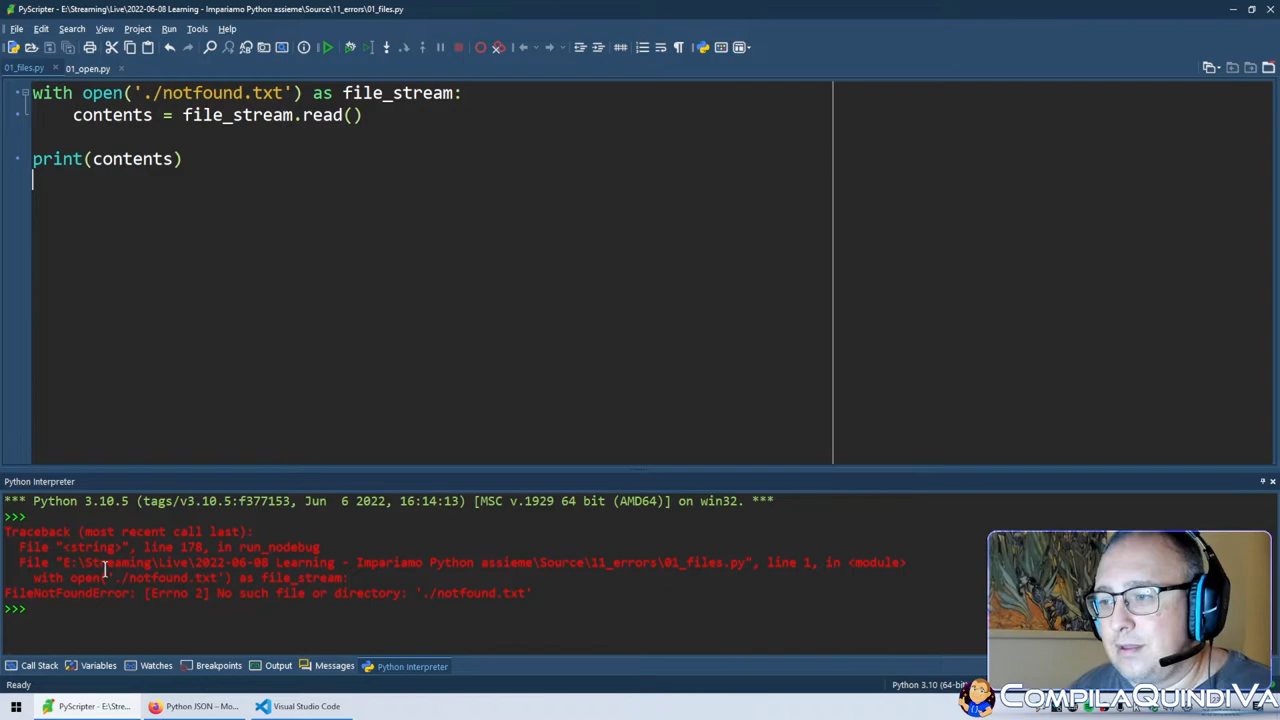 PyScripter - E:\Streaming\Live\2022-06-08 Learning - Impariamo Python assieme\Source\11_errors\01_files.py
File Edit Search View Project Run Tools Help
01_files.py × 01_open.py ×
with open('./notfound.txt') as file_stream:
contents = file_stream.read()
print(contents)
Python Interpreter
*** Python 3.10.5 (tags/v3.10.5:f377153, Jun 6 2022, 16:14:13) [MSC v.1929 64 bit (AMD64)] on win32. ***
>>>
Traceback (most recent call last):
File "<string>", line 178, in run_nodebug
File "E:\Streaming\Live\2022-06-08 Learning - Impariamo Python assieme\Source\11_errors\01_files.py", line 1, in <module>
with open('./notfound.txt') as file_stream:
FileNotFoundError: [Errno 2] No such file or directory: './notfound.txt'
>>>
Call Stack Variables Watches Breakpoints Output Messages Python Interpreter
Ready Python 3.10 (64-bit)
PyScripter - E:\Stre... Python JSON – Mo... Visual Studio Code
COMPILAQUINDIVA